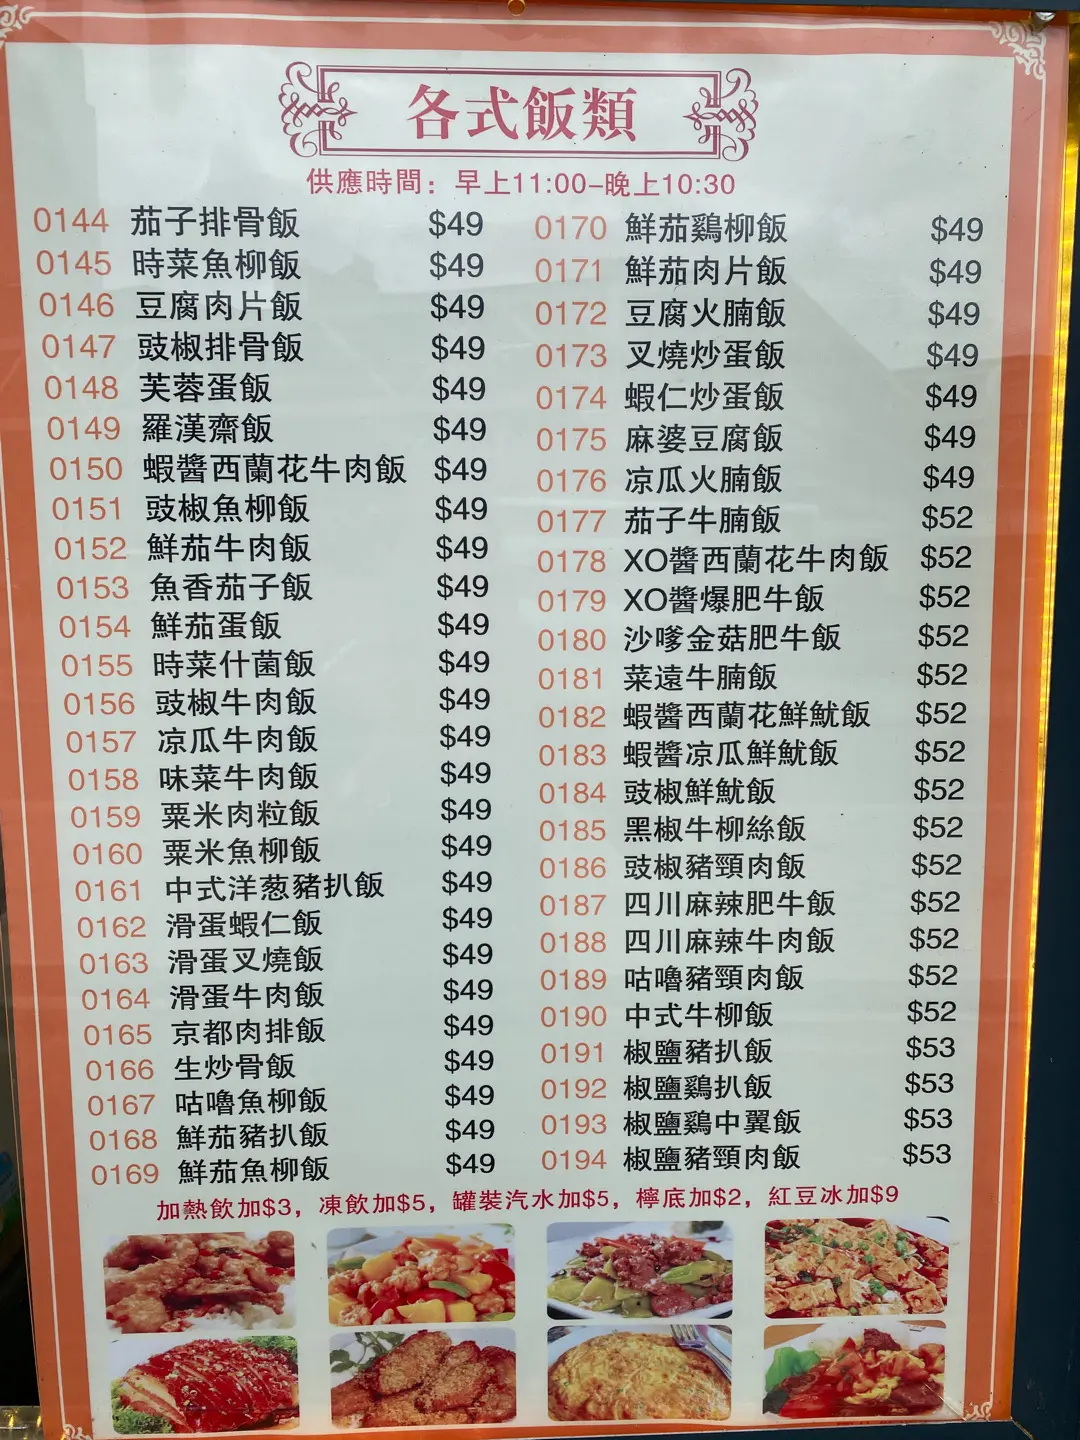 各式飯類
供應時間：早上11:00-晚上10:30
0144 茄子排骨飯 $49
0145 時菜魚柳飯 $49
0146 豆腐肉片飯 $49
0147 豉椒排骨飯 $49
0148 芙蓉蛋飯 $49
0149 羅漢齋飯 $49
0150 蝦醬西蘭花牛肉飯 $49
0151 豉椒魚柳飯 $49
0152 鮮茄牛肉飯 $49
0153 魚香茄子飯 $49
0154 鮮茄蛋飯 $49
0155 時菜什菌飯 $49
0156 豉椒牛肉飯 $49
0157 凉瓜牛肉飯 $49
0158 味菜牛肉飯 $49
0159 粟米肉粒飯 $49
0160 粟米魚柳飯 $49
0161 中式洋葱豬扒飯 $49
0162 滑蛋蝦仁飯 $49
0163 滑蛋叉燒飯 $49
0164 滑蛋牛肉飯 $49
0165 京都肉排飯 $49
0166 生炒骨飯 $49
0167 咕嚕魚柳飯 $49
0168 鮮茄豬扒飯 $49
0169 鮮茄魚柳飯 $49
0170 鮮茄鷄柳飯 $49
0171 鮮茄肉片飯 $49
0172 豆腐火腩飯 $49
0173 叉燒炒蛋飯 $49
0174 蝦仁炒蛋飯 $49
0175 麻婆豆腐飯 $49
0176 凉瓜火腩飯 $49
0177 茄子牛腩飯 $52
0178 XO醬西蘭花牛肉飯 $52
0179 XO醬爆肥牛飯 $52
0180 沙嗲金菇肥牛飯 $52
0181 菜遠牛腩飯 $52
0182 蝦醬西蘭花鮮魷飯 $52
0183 蝦醬凉瓜鮮魷飯 $52
0184 豉椒鮮魷飯 $52
0185 黑椒牛柳絲飯 $52
0186 豉椒豬頸肉飯 $52
0187 四川麻辣肥牛飯 $52
0188 四川麻辣牛肉飯 $52
0189 咕嚕豬頸肉飯 $52
0190 中式牛柳飯 $52
0191 椒鹽豬扒飯 $53
0192 椒鹽鷄扒飯 $53
0193 椒鹽鷄中翼飯 $53
0194 椒鹽豬頸肉飯 $53
加熱飲加$3，凍飲加$5，罐裝汽水加$5，檸底加$2，紅豆冰加$9